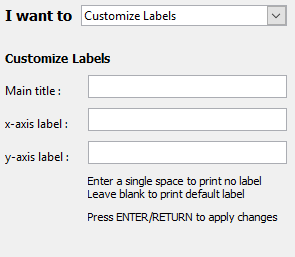 I want to Customize Labels
Customize Labels
Main title :
x-axis label :
y-axis label :
Enter a single space to print no label
Leave blank to print default label
Press ENTER/RETURN to apply changes